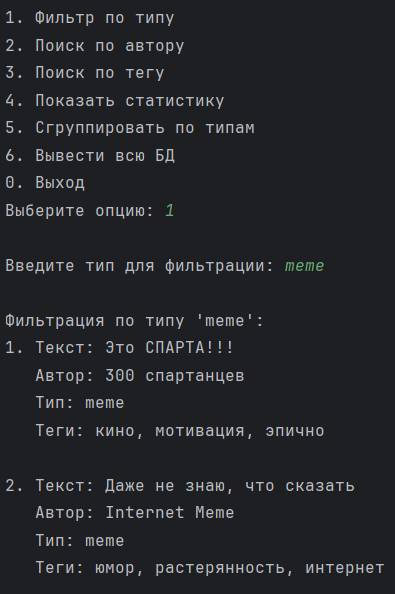 1. Фильтр по типу
2. Поиск по автору
3. Поиск по тегу
4. Показать статистику
5. Сгруппировать по типам
6. Вывести всю БД
0. Выход
Выберите опцию: 1
Введите тип для фильтрации: meme
Фильтрация по типу 'meme':
1. Текст: Это СПАРТА!!!
Автор: 300 спартанцев
Тип: meme
Теги: кино, мотивация, эпично
2. Текст: Даже не знаю, что сказать
Автор: Internet Meme
Тип: meme
Теги: юмор, растерянность, интернет